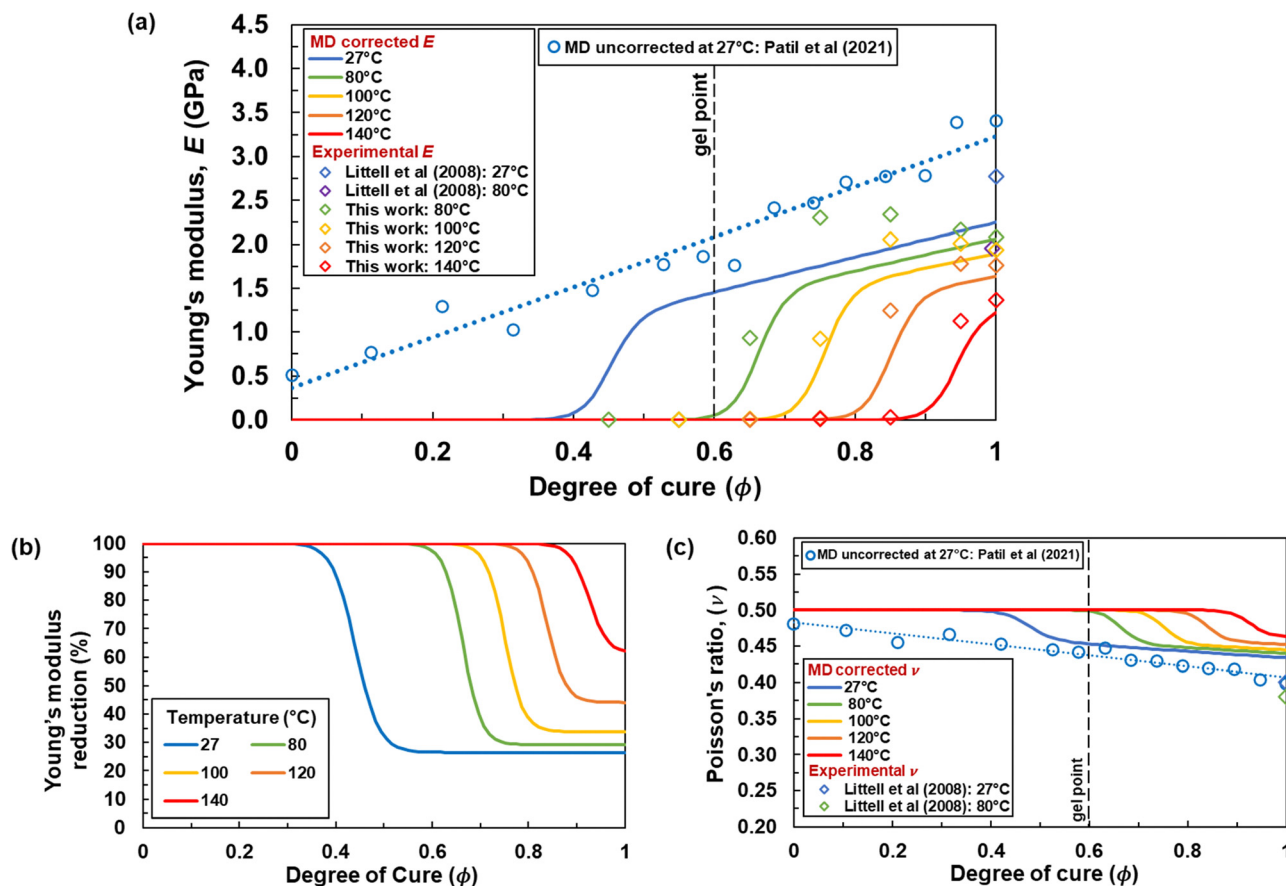 (a)
Young's modulus, E (GPa)
4.5
4.0
3.5
3.0
2.5
2.0
1.5
1.0
0.5
0.0
MD corrected E
27°C
80°C
100°C
120°C
140°C
Experimental E
Littell et al (2008): 27°C
Littell et al (2008): 80°C
This work: 80°C
This work: 100°C
This work: 120°C
This work: 140°C
MD uncorrected at 27°C: Patil et al (2021)
gel point
0 0.2 0.4 0.6 0.8 1
Degree of cure (ϕ)
(b)
Young's modulus
reduction (%)
100
90
80
70
60
50
40
30
20
10
0
Temperature (°C)
27 80
100 120
140
0 0.2 0.4 0.6 0.8 1
Degree of Cure (ϕ)
(c)
Poisson's ratio, (ν)
0.60
0.55
0.50
0.45
0.40
0.35
0.30
0.25
0.20
MD uncorrected at 27°C: Patil et al (2021)
MD corrected ν
27°C
80°C
100°C
120°C
140°C
Experimental ν
Littell et al (2008): 27°C
Littell et al (2008): 80°C
gel point
0 0.2 0.4 0.6 0.8 1
Degree of cure (ϕ)